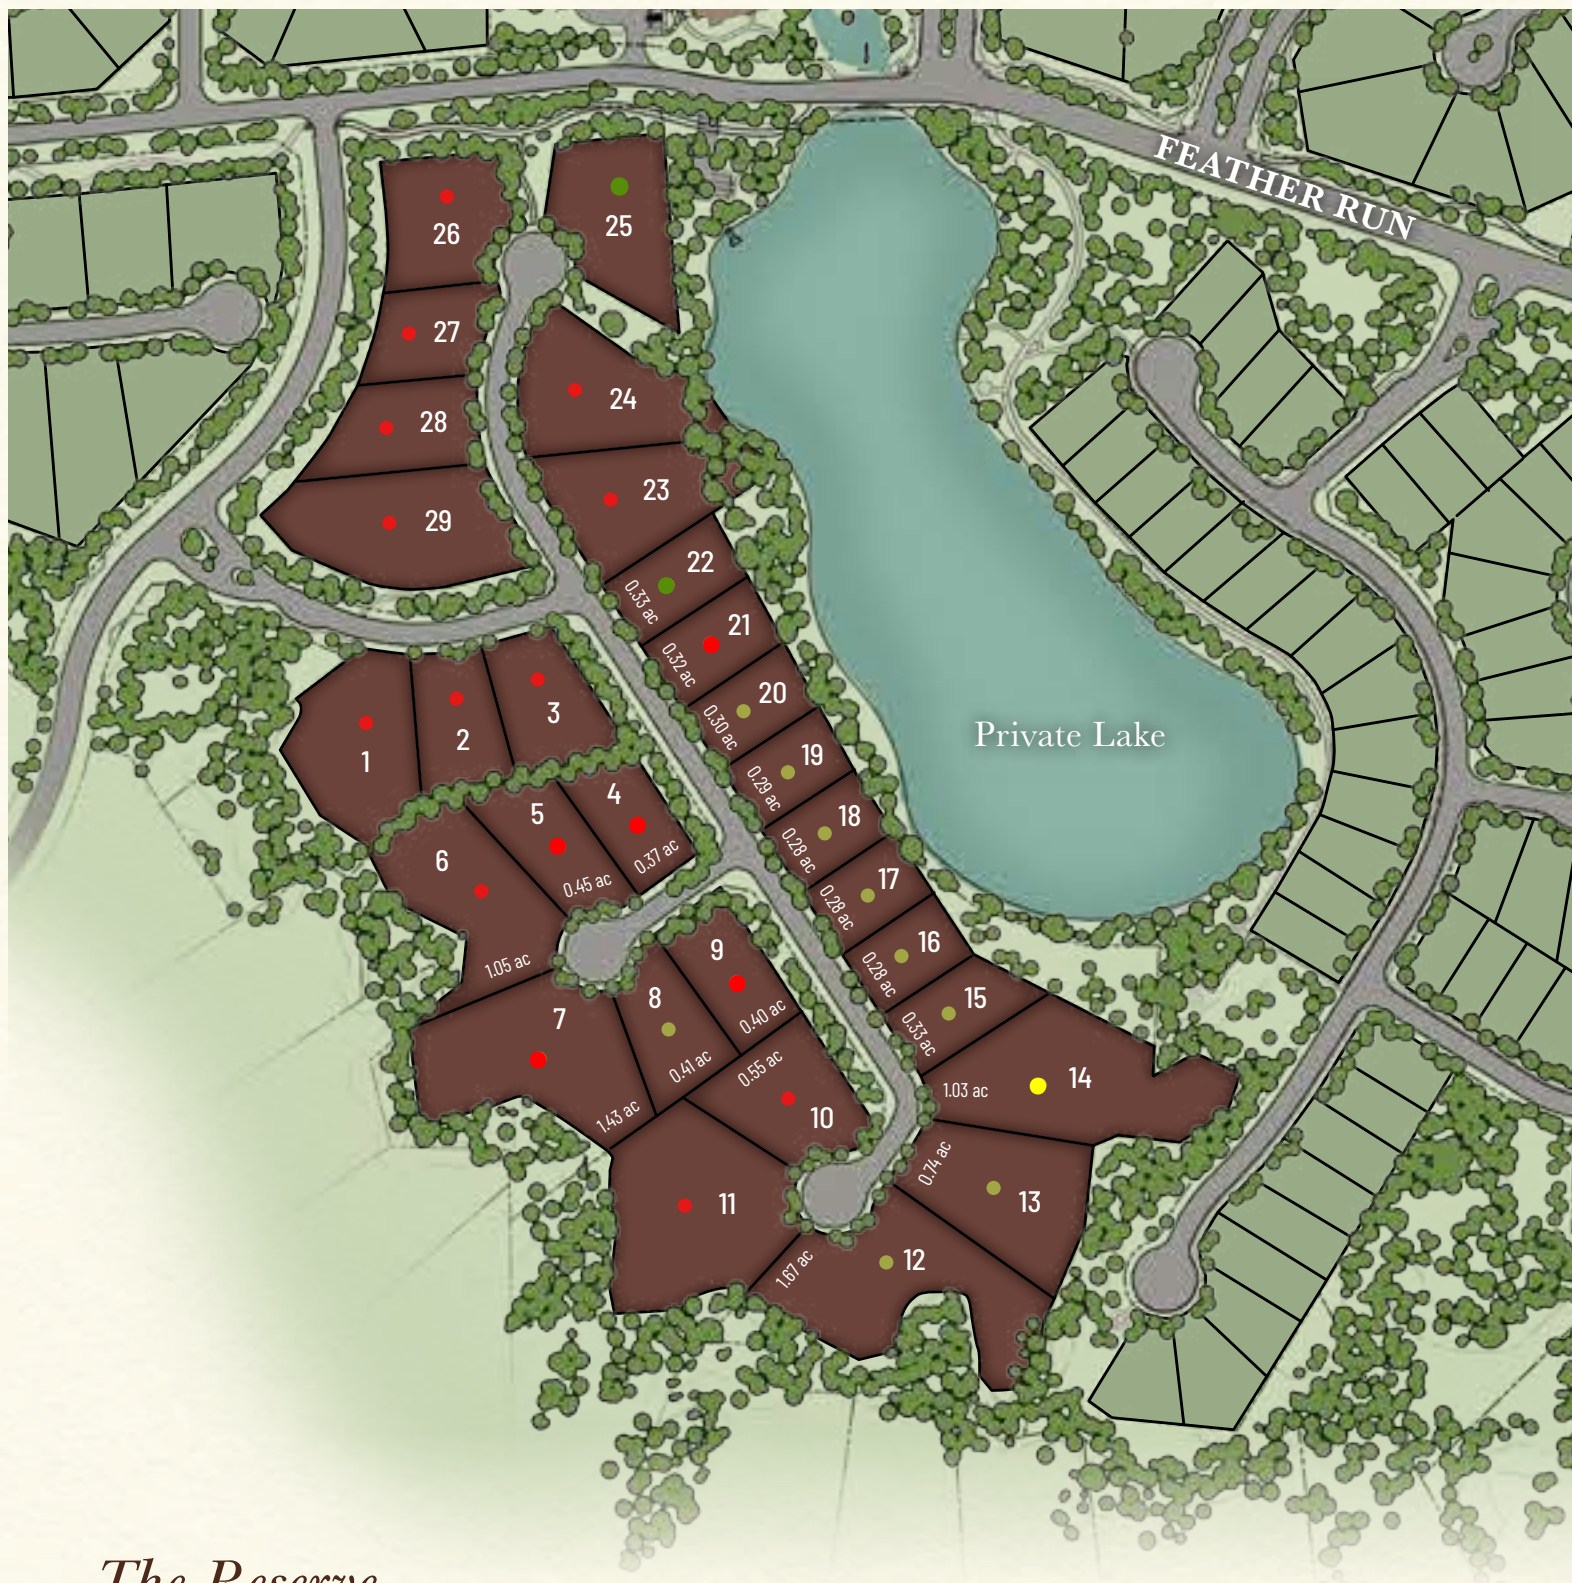 FEATHER RUN
25
26
27
24
28
23
29
22
0.33 ac
21
0.32 ac
20
0.30 ac
3
2
1
Private Lake
19
0.29 ac
4
0.37 ac
5
0.45 ac
18
0.28 ac
6
1.05 ac
17
0.28 ac
16
0.28 ac
9
0.40 ac
8
0.41 ac
15
0.33 ac
7
1.43 ac
14
1.03 ac
0.55 ac
10
0.74 ac
13
11
12
1.67 ac
The Reserve